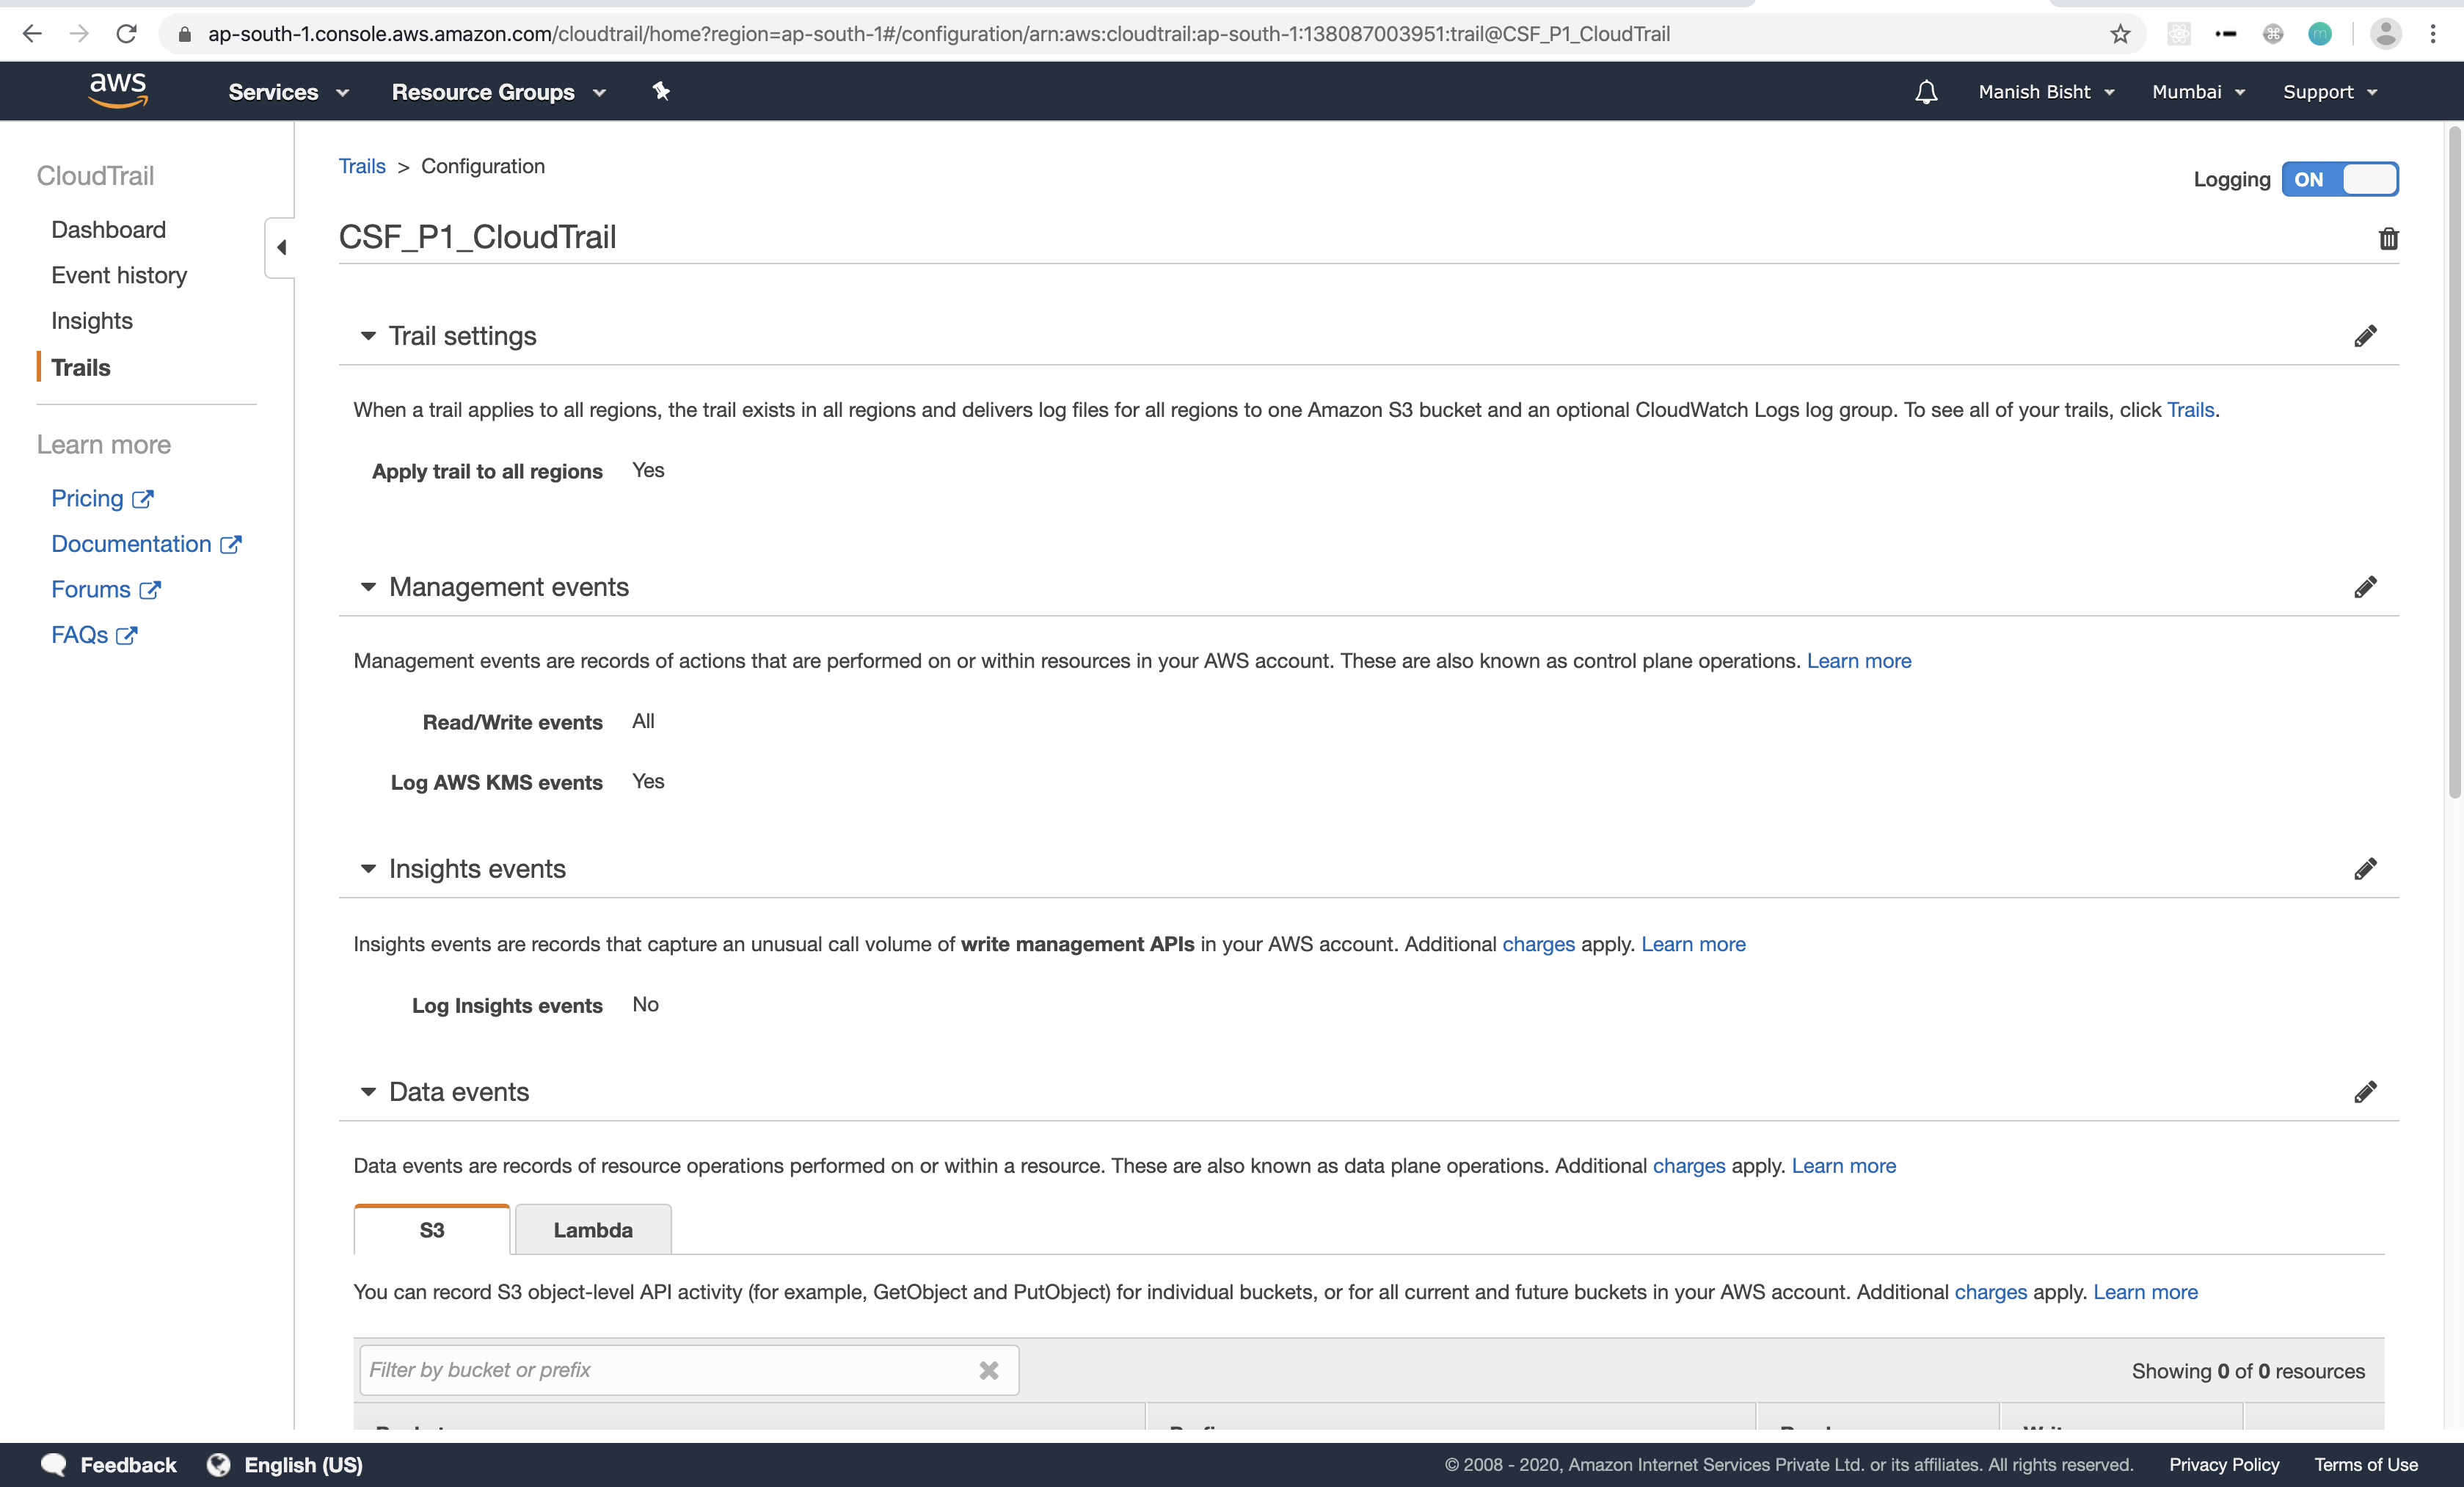 ap-south-1.console.aws.amazon.com/cloudtrail/home?region=ap-south-1#/configuration/arn:aws:cloudtrail:ap-south-1:138087003951:trail@CSF_P1_CloudTrail
aws Services Resource Groups Manish Bisht Mumbai Support
CloudTrail
Dashboard
Event history
Insights
Trails
Learn more
Pricing
Documentation
Forums
FAQs
Trails > Configuration
Logging ON
CSF_P1_CloudTrail
Trail settings
When a trail applies to all regions, the trail exists in all regions and delivers log files for all regions to one Amazon S3 bucket and an optional CloudWatch Logs log group. To see all of your trails, click Trails.
Apply trail to all regions Yes
Management events
Management events are records of actions that are performed on or within resources in your AWS account. These are also known as control plane operations. Learn more
Read/Write events All
Log AWS KMS events Yes
Insights events
Insights events are records that capture an unusual call volume of write management APIs in your AWS account. Additional charges apply. Learn more
Log Insights events No
Data events
Data events are records of resource operations performed on or within a resource. These are also known as data plane operations. Additional charges apply. Learn more
S3 Lambda
You can record S3 object-level API activity (for example, GetObject and PutObject) for individual buckets, or for all current and future buckets in your AWS account. Additional charges apply. Learn more
Filter by bucket or prefix
Showing 0 of 0 resources
Feedback English (US) © 2008 - 2020, Amazon Internet Services Private Ltd. or its affiliates. All rights reserved. Privacy Policy Terms of Use